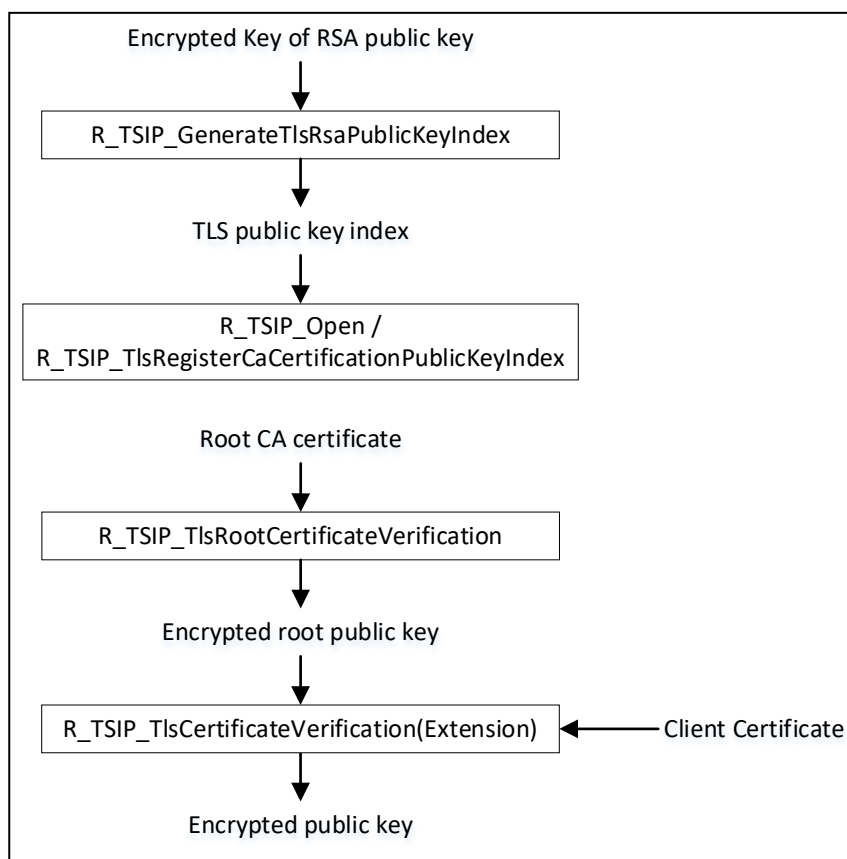 Encrypted Key of RSA public key
R_TSIP_GenerateTlsRsaPublicKeyIndex
TLS public key index
R_TSIP_Open /
R_TSIP_TlsRegisterCaCertificationPublicKeyIndex
Root CA certificate
R_TSIP_TlsRootCertificateVerification
Encrypted root public key
R_TSIP_TlsCertificateVerification(Extension)
Client Certificate
Encrypted public key